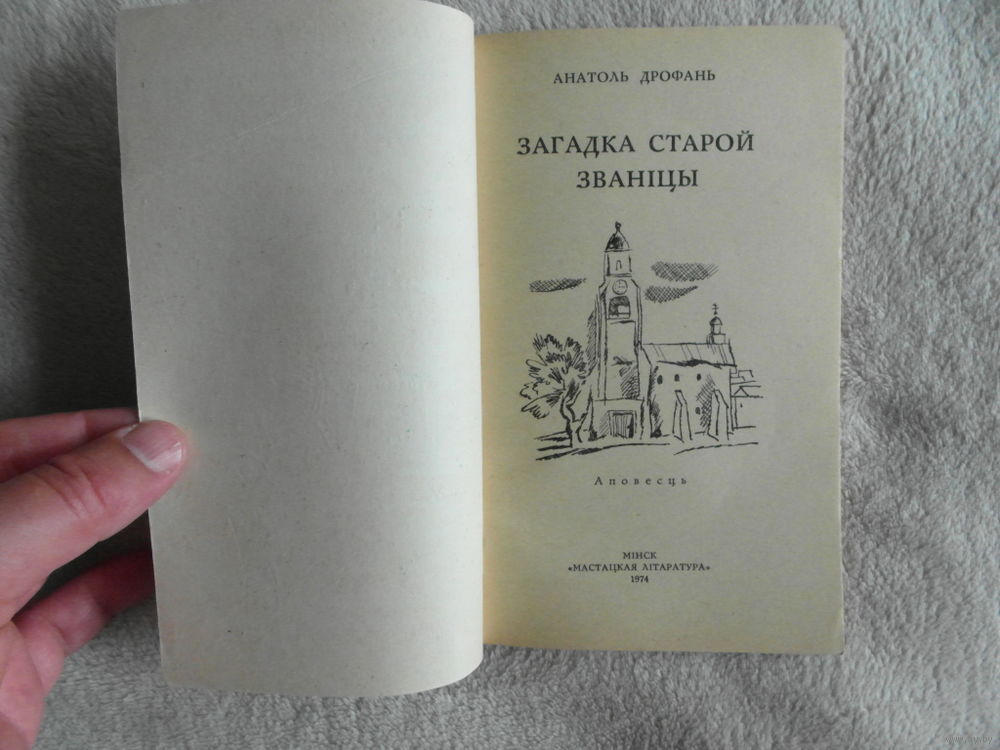 АНАТОЛЬ ДРОФАНЬ
ЗАГАДКА СТАРОЙ
ЗВАНІЦЫ
Аповесць
МІНСК
«МАСТАЦКАЯ ЛІТАРАТУРА»
1974